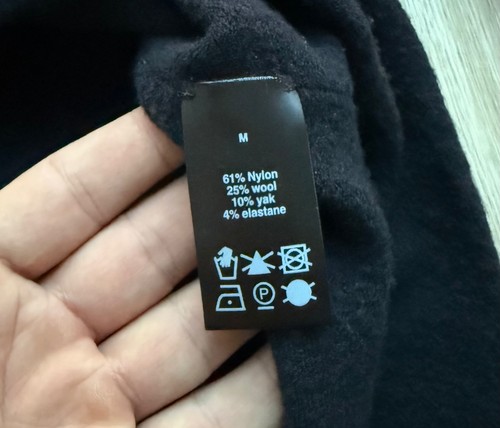 M
61% Nylon
25% wool
10% yak
4% elastane
P